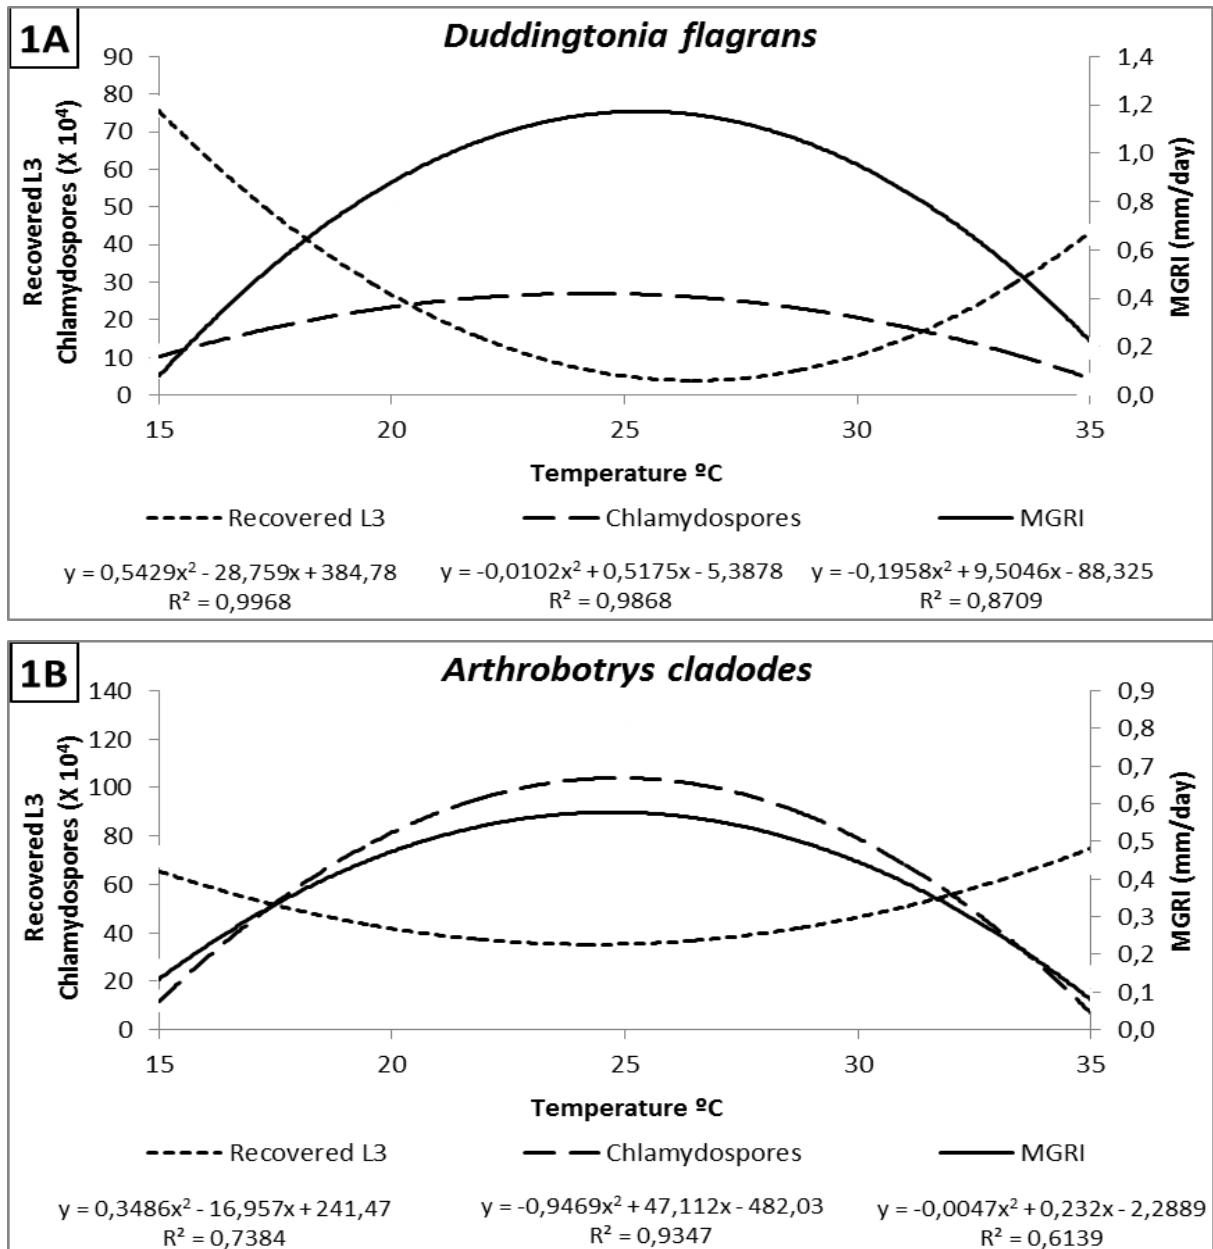 1A
Duddingtonia flagrans
Recovered L3
Chlamydospores (X 10⁴)
90
80
70
60
50
40
30
20
10
0
1,4
1,2
1,0
0,8
0,6
0,4
0,2
0,0
MGRI (mm/day)
15 20 25 30 35
Temperature ºC
Recovered L3 Chlamydospores MGRI
y = 0,5429x² - 28,759x + 384,78 y = -0,0102x² + 0,5175x - 5,3878 y = -0,1958x² + 9,5046x - 88,325
R² = 0,9968 R² = 0,9868 R² = 0,8709
1B
Arthrobotrys cladodes
Recovered L3
Chlamydospores (X 10⁴)
140
120
100
80
60
40
20
0
0,9
0,8
0,7
0,6
0,5
0,4
0,3
0,2
0,1
0,0
MGRI (mm/day)
15 20 25 30 35
Temperature ºC
Recovered L3 Chlamydospores MGRI
y = 0,3486x² - 16,957x + 241,47 y = -0,9469x² + 47,112x - 482,03 y = -0,0047x² + 0,232x - 2,2889
R² = 0,7384 R² = 0,9347 R² = 0,6139